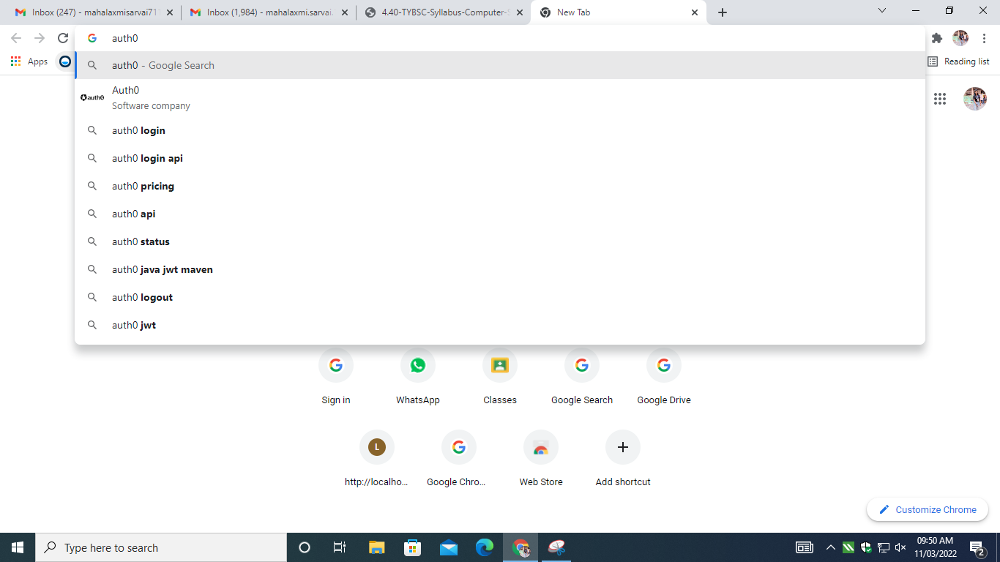 Inbox (247) - mahalaxmisarvai71
Inbox (1,984) - mahalaxmi.sarvai.
4.40-TYBSC-Syllabus-Computer-S
New Tab
auth0
Apps
Reading list
auth0 - Google Search
auth0
Auth0
Software company
auth0 login
auth0 login api
auth0 pricing
auth0 api
auth0 status
auth0 java jwt maven
auth0 logout
auth0 jwt
Sign in
WhatsApp
Classes
Google Search
Google Drive
L
http://localho...
Google Chro...
Web Store
Add shortcut
Customize Chrome
Type here to search
09:50 AM
11/03/2022
2